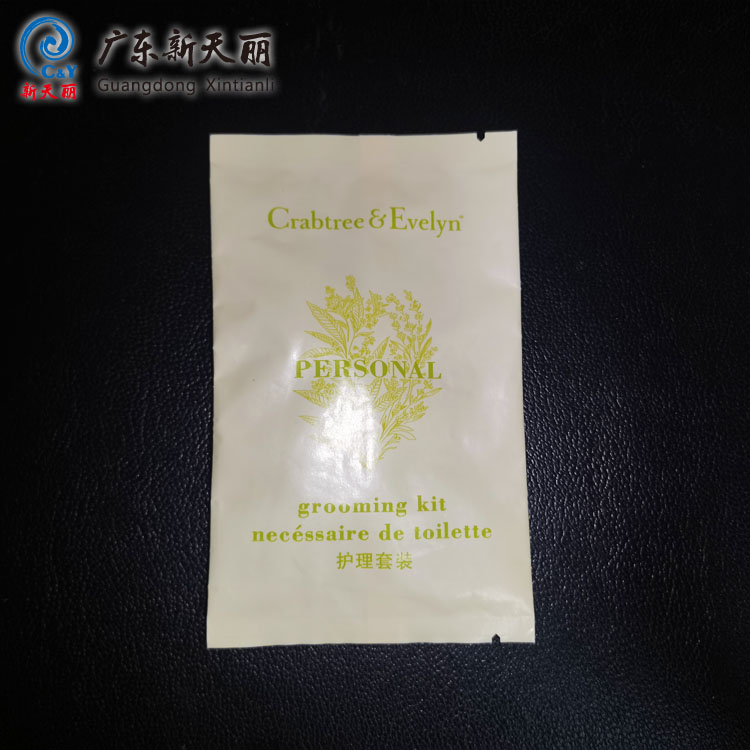 C&Y
新天丽
广东新天丽
Guangdong Xintianli
Crabtree & Evelyn®
PERSONAL
grooming kit
necéssaire de toilette
护理套装